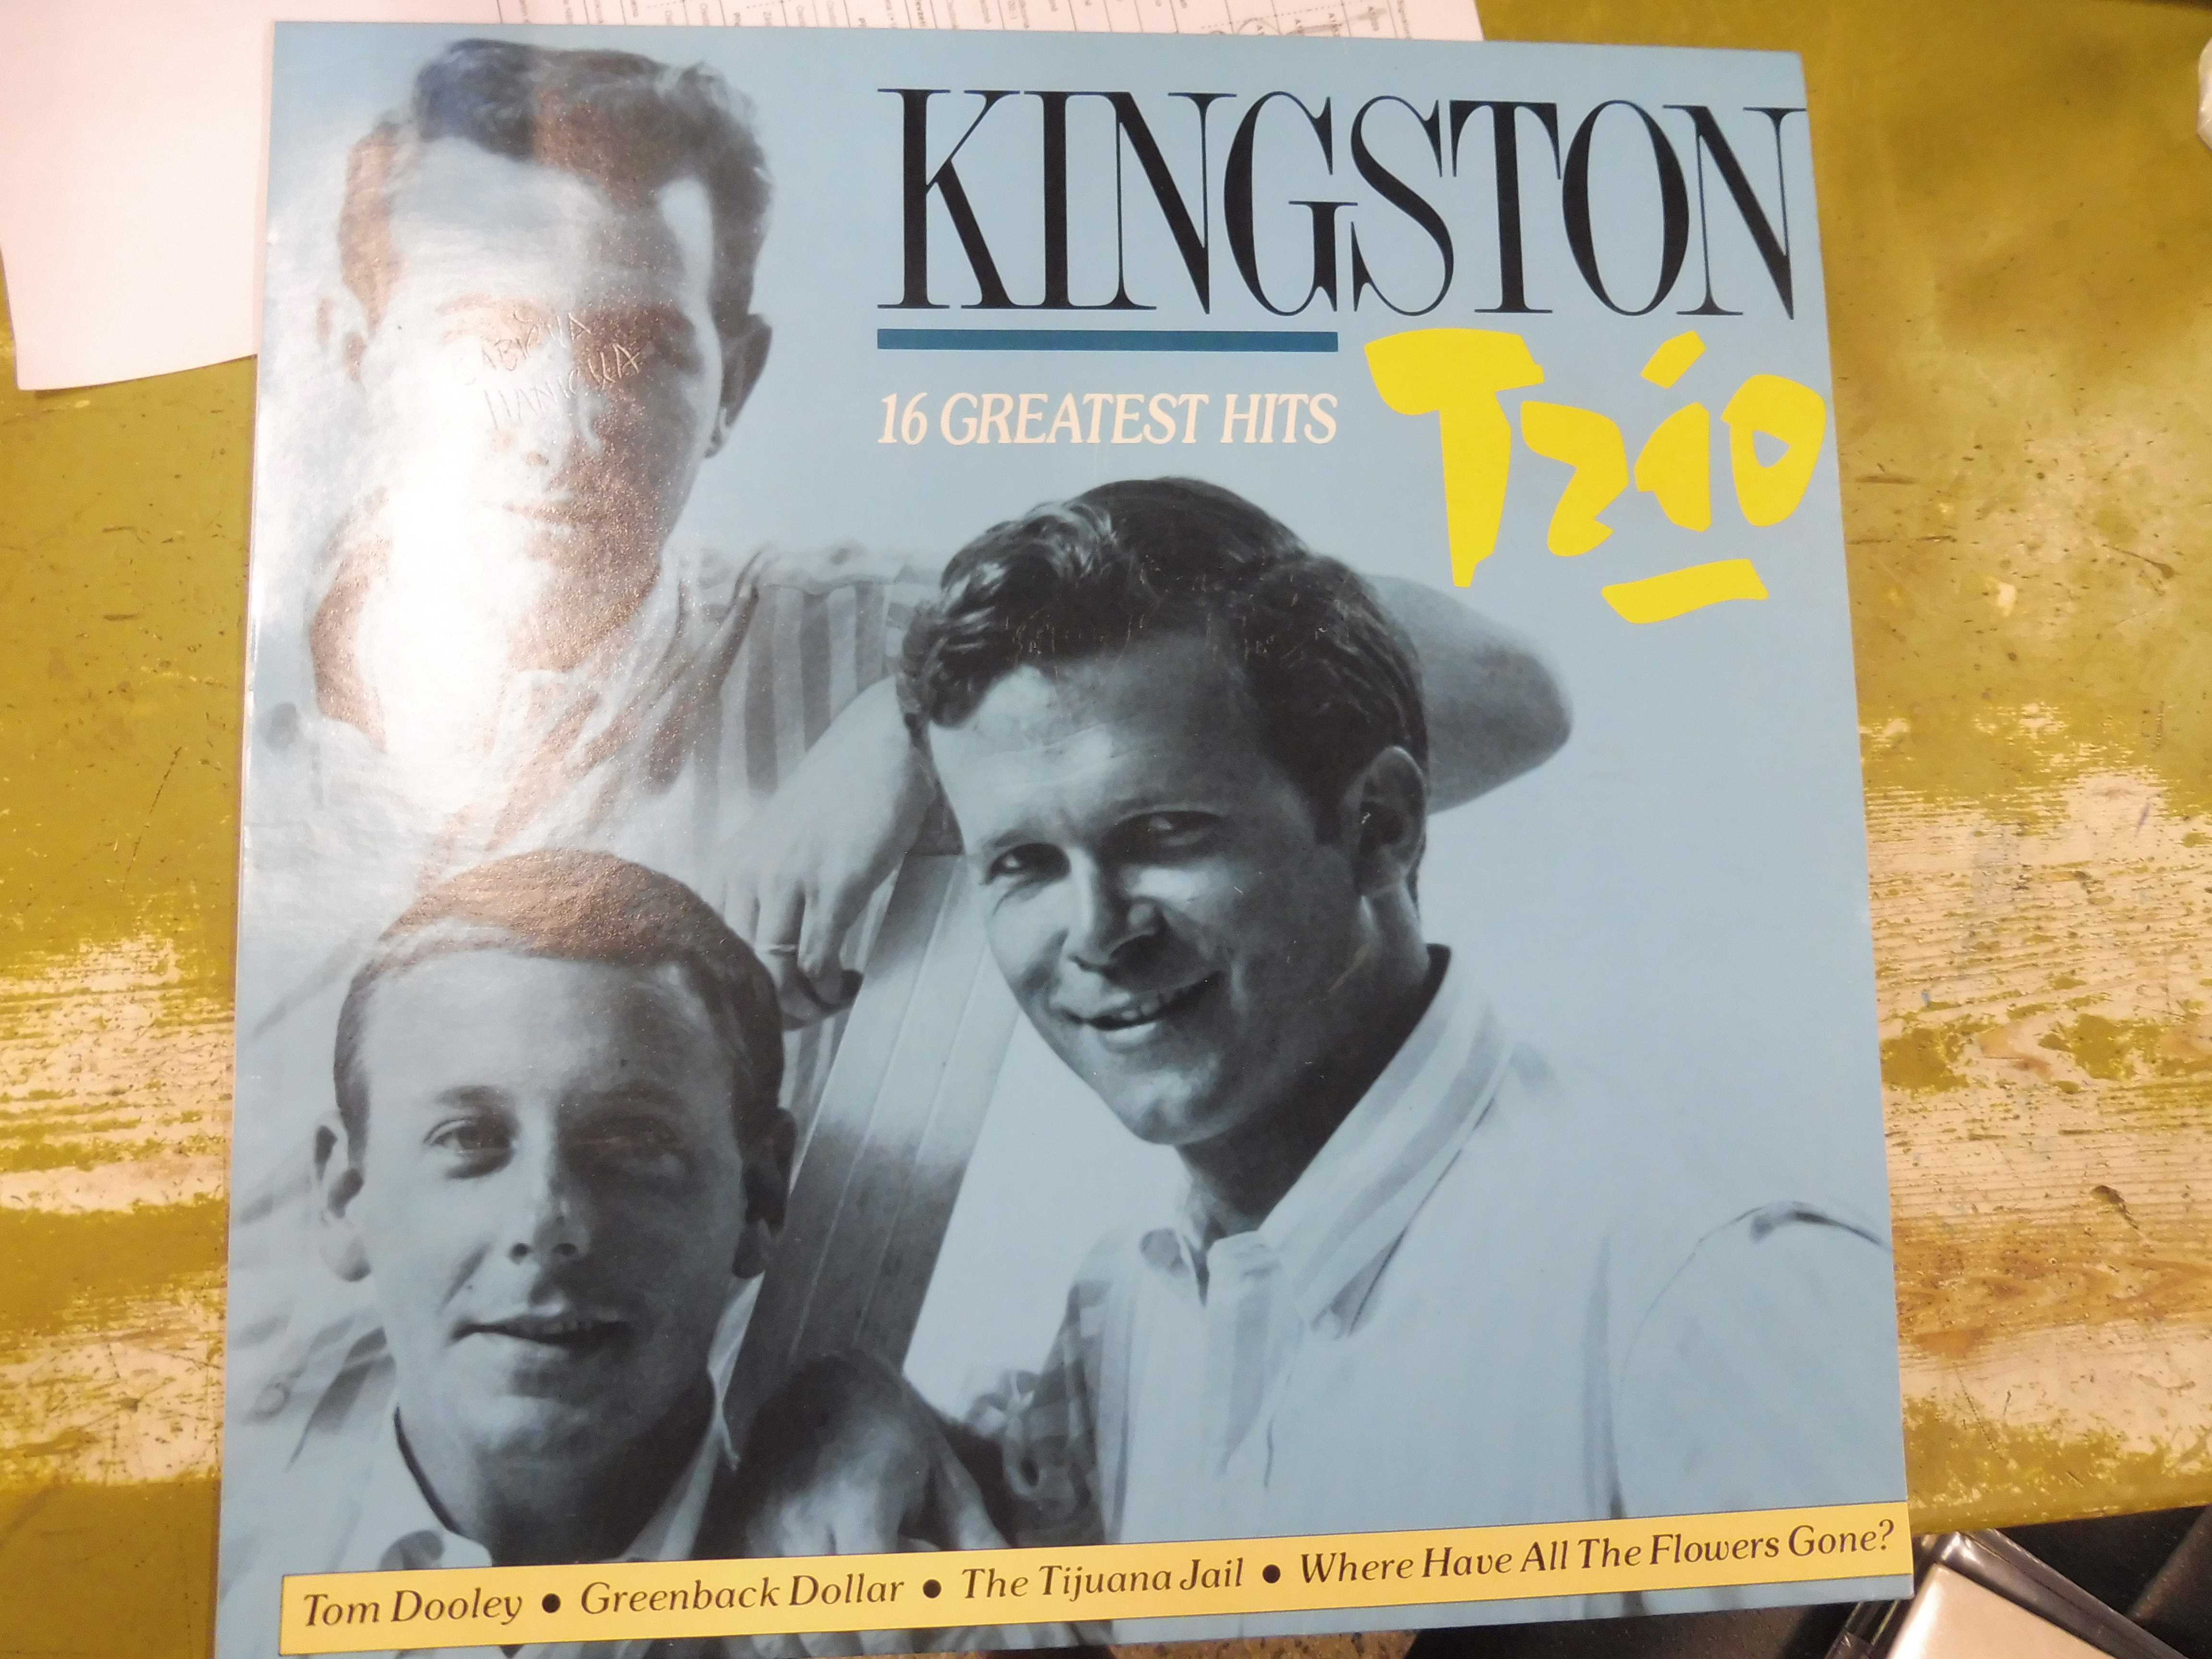 KINGSTON
Trio
16 GREATEST HITS
Tom Dooley ● Greenback Dollar ● The Tijuana Jail ● Where Have All The Flowers Gone?